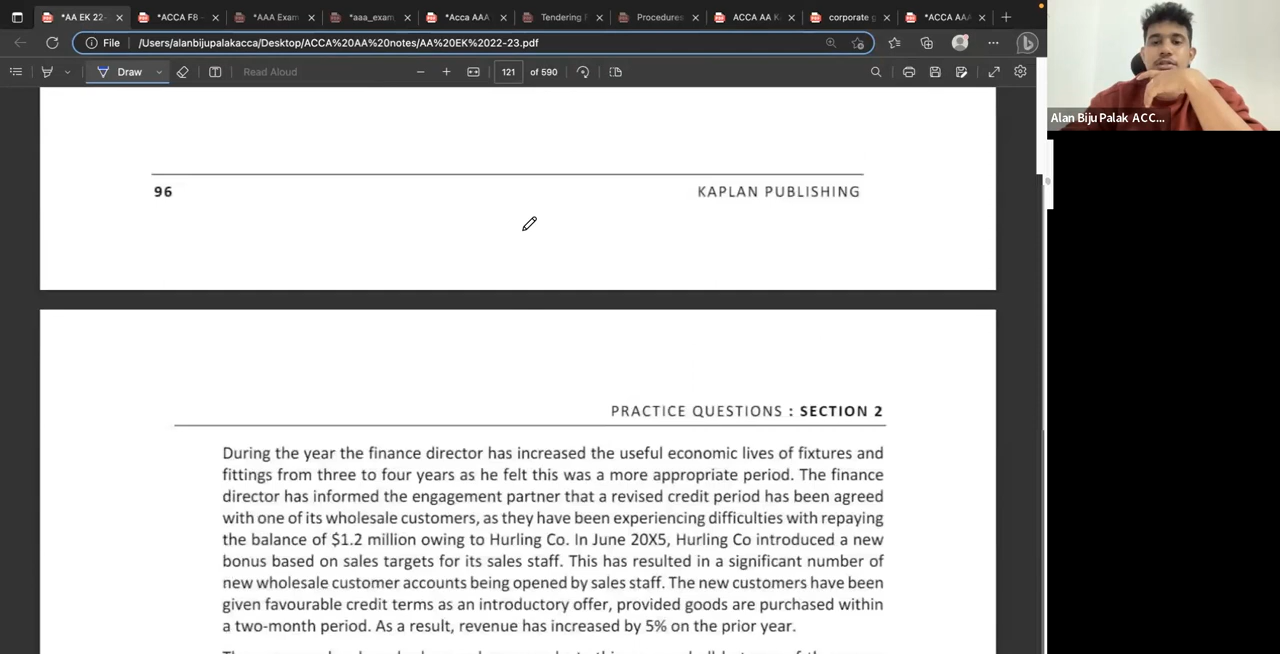 *AA EK 22-
*ACCA F8 -
*AAA Exam
*aaa_exam
*Acca AAA
Tendering
Procedures
ACCA AA K
corporate g
*ACCA AAA
File
/Users/alanbijupalakacca/Desktop/ACCA%20AA%20notes/AA%20EK%2022-23.pdf
Draw
Read Aloud
121 of 590
Alan Biju Palak ACC...
96
KAPLAN PUBLISHING
PRACTICE QUESTIONS : SECTION 2
During the year the finance director has increased the useful economic lives of fixtures and
fittings from three to four years as he felt this was a more appropriate period. The finance
director has informed the engagement partner that a revised credit period has been agreed
with one of its wholesale customers, as they have been experiencing difficulties with repaying
the balance of $1.2 million owing to Hurling Co. In June 20X5, Hurling Co introduced a new
bonus based on sales targets for its sales staff. This has resulted in a significant number of
new wholesale customer accounts being opened by sales staff. The new customers have been
given favourable credit terms as an introductory offer, provided goods are purchased within
a two-month period. As a result, revenue has increased by 5% on the prior year.